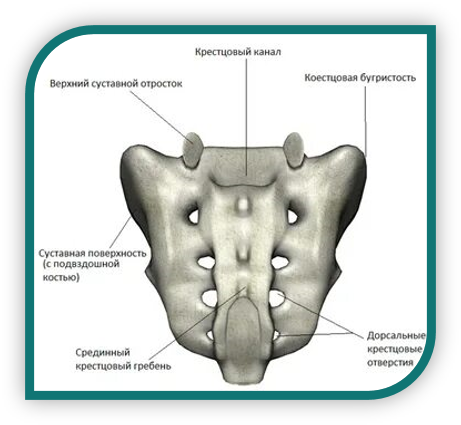 Крестцовый канал
Верхний суставной отросток
Коестцовая бугристость
Суставная поверхность
(с подвздошной
костью)
Срединный
крестцовый гребень
Дорсальные
крестцовые
отверстия